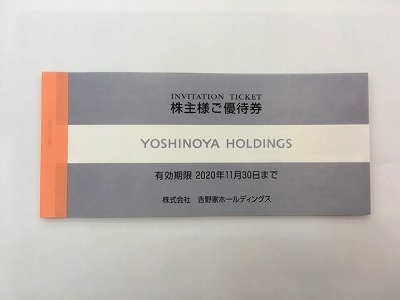 INVITATION TICKET
株主様ご優待券
YOSHINOYA HOLDINGS
有効期限 2020年11月30日まで
株式会社 吉野家ホールディングス